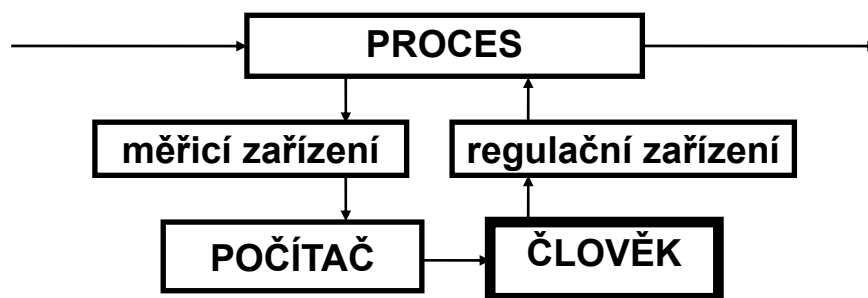 PROCES
měřicí zařízení
regulační zařízení
POČÍTAČ
ČLOVĚK